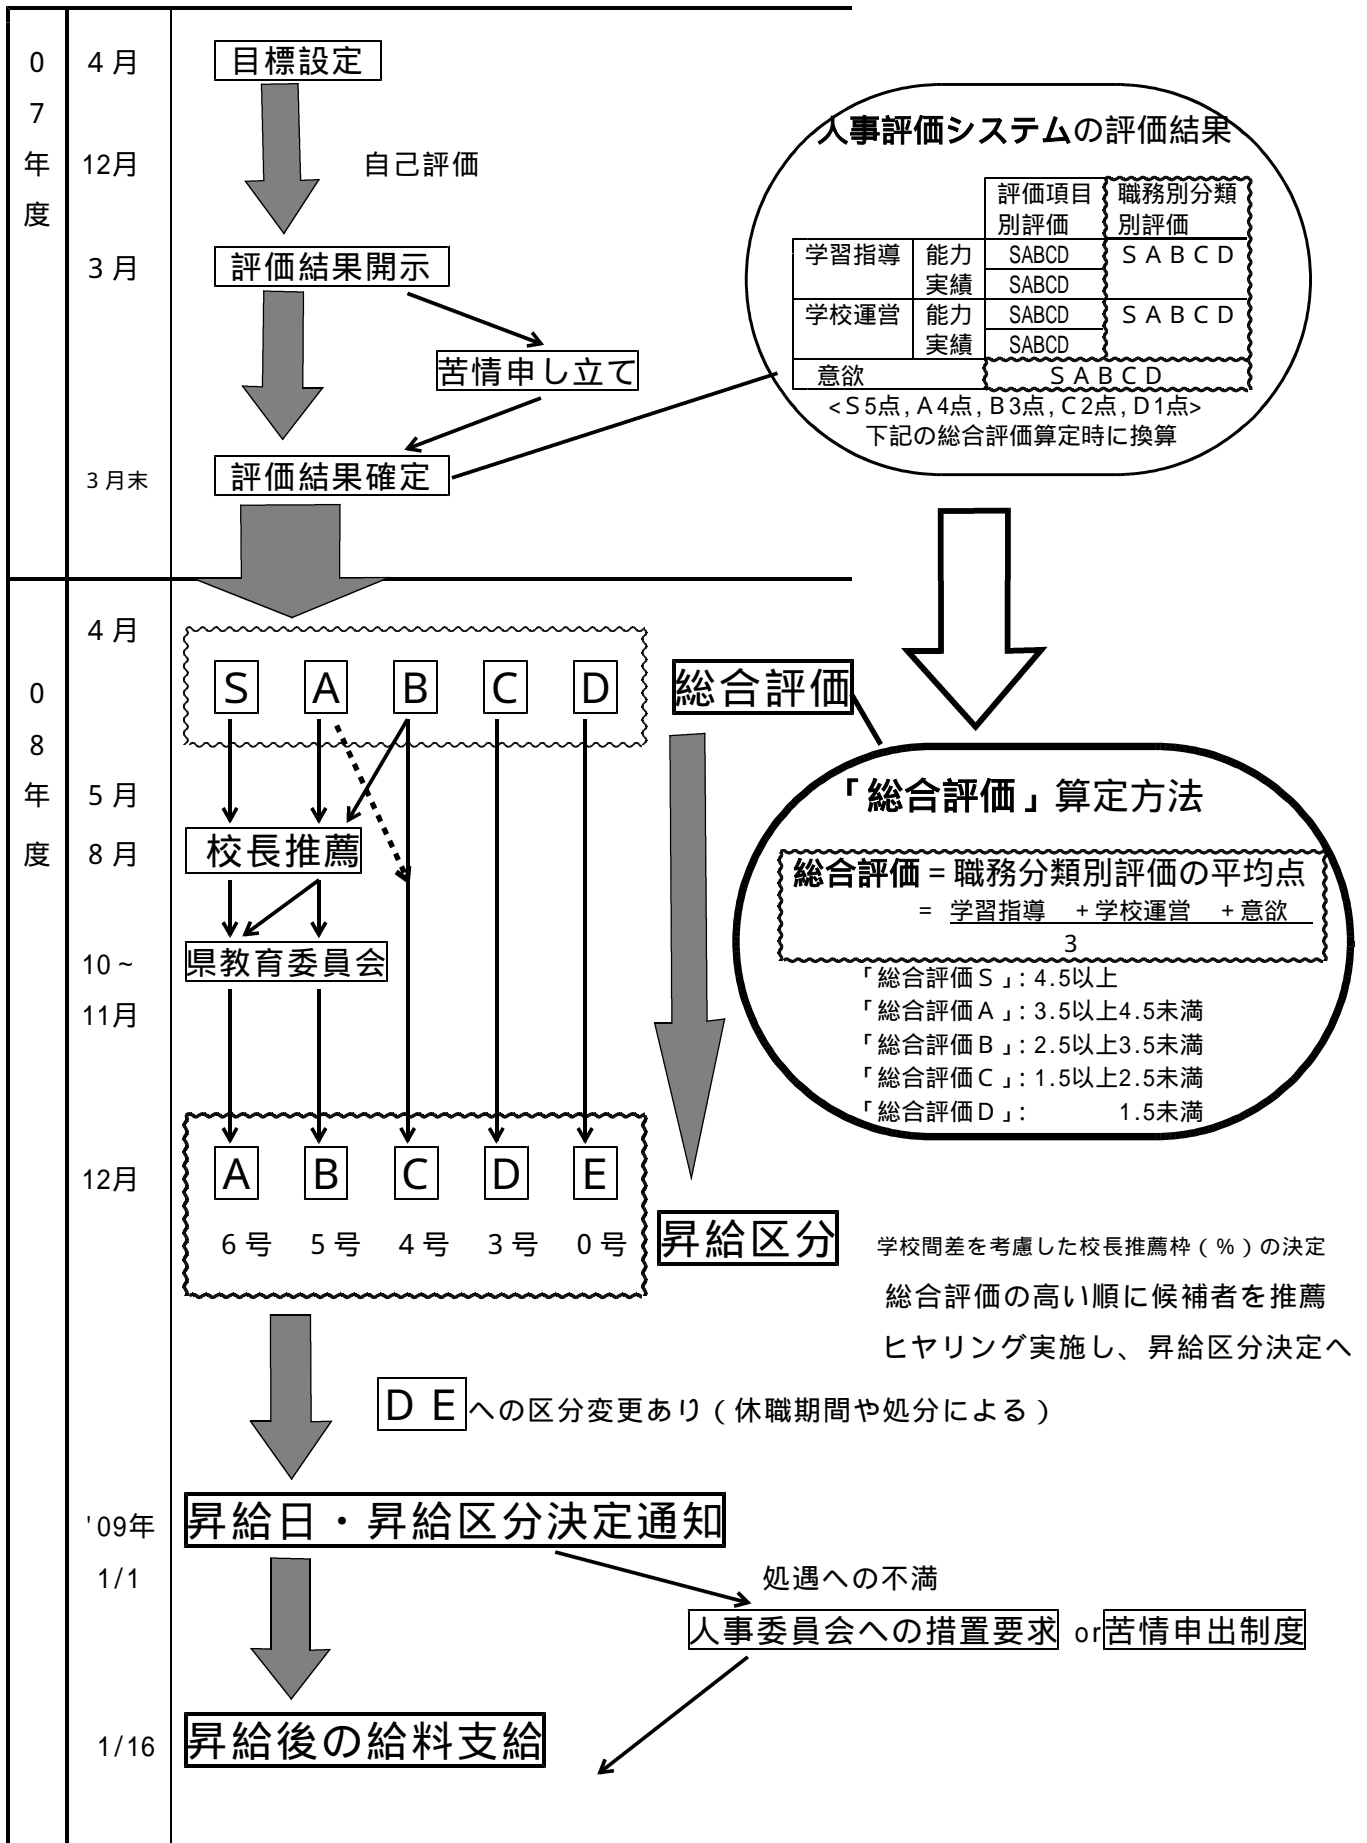 07年度
4月
目標設定
12月
自己評価
3月
評価結果開示
苦情申し立て
3月末
評価結果確定
人事評価システムの評価結果
評価項目 職務別分類
別評価 別評価
学習指導 能力 SABCD SABCD
実績 SABCD
学校運営 能力 SABCD SABCD
実績 SABCD
意欲 SABCD
<S5点,A4点,B3点,C2点,D1点>
下記の総合評価算定時に換算
08年度
4月
S A B C D
総合評価
5月
8月
校長推薦
10~
11月
県教育委員会
「総合評価」算定方法
総合評価=職務分類別評価の平均点
= 学習指導 +学校運営 +意欲
3
「総合評価S」:4.5以上
「総合評価A」:3.5以上4.5未満
「総合評価B」:2.5以上3.5未満
「総合評価C」:1.5以上2.5未満
「総合評価D」: 1.5未満
12月
A B C D E
6号 5号 4号 3号 0号
昇給区分
学校間差を考慮した校長推薦枠(%)の決定
総合評価の高い順に候補者を推薦
ヒヤリング実施し、昇給区分決定へ
DEへの区分変更あり(休職期間や処分による)
'09年
1/1
昇給日・昇給区分決定通知
処遇への不満
人事委員会への措置要求 or苦情申出制度
1/16
昇給後の給料支給